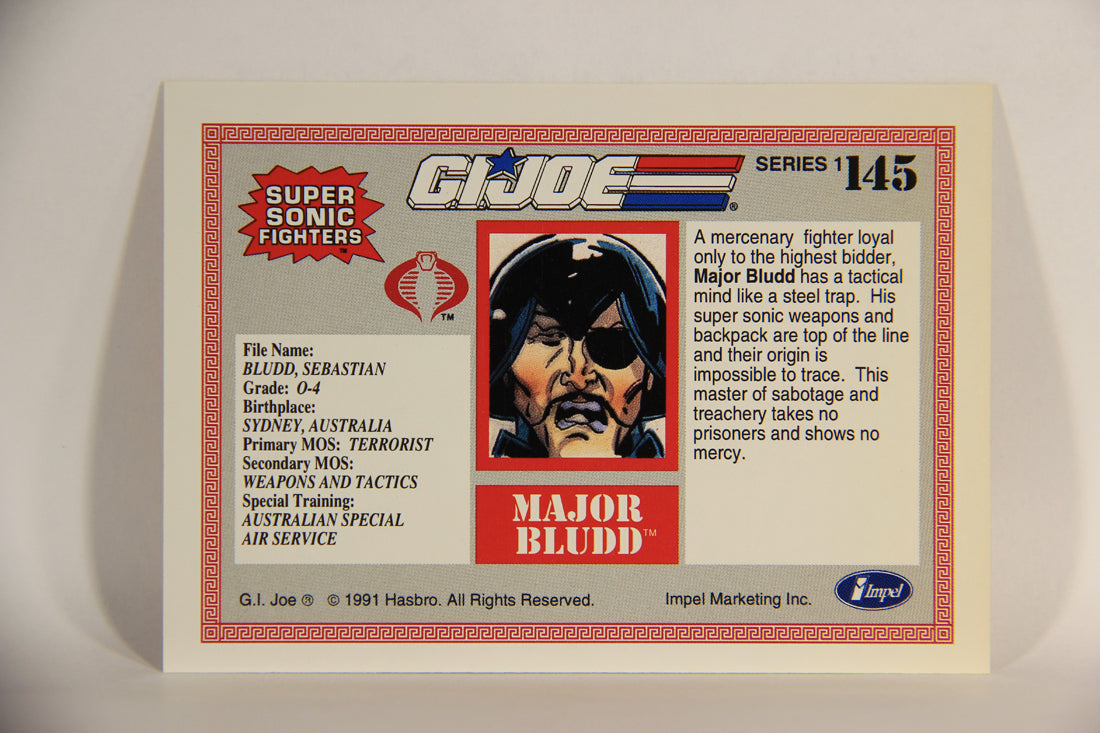 SUPER
SONIC
FIGHTERS™
G.I. JOE®
SERIES 1 145
™
File Name:
BLUDD, SEBASTIAN
Grade: O-4
Birthplace:
SYDNEY, AUSTRALIA
Primary MOS: TERRORIST
Secondary MOS:
WEAPONS AND TACTICS
Special Training:
AUSTRALIAN SPECIAL
AIR SERVICE
MAJOR
BLUDD™
A mercenary fighter loyal
only to the highest bidder,
Major Bludd has a tactical
mind like a steel trap. His
super sonic weapons and
backpack are top of the line
and their origin is
impossible to trace. This
master of sabotage and
treachery takes no
prisoners and shows no
mercy.
G.I. Joe ® © 1991 Hasbro. All Rights Reserved.
Impel Marketing Inc.
Impel